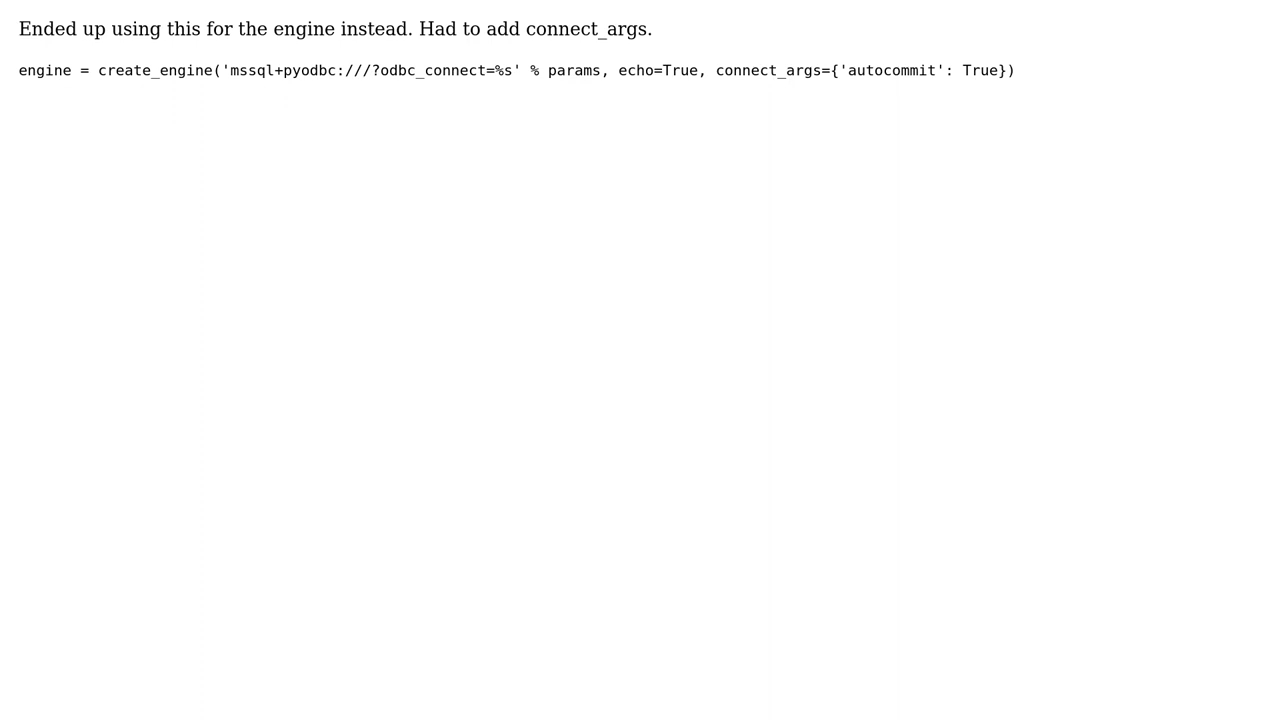 Ended up using this for the engine instead. Had to add connect_args.
engine = create_engine('mssql+pyodbc:///?odbc_connect=%s' % params, echo=True, connect_args={'autocommit': True})